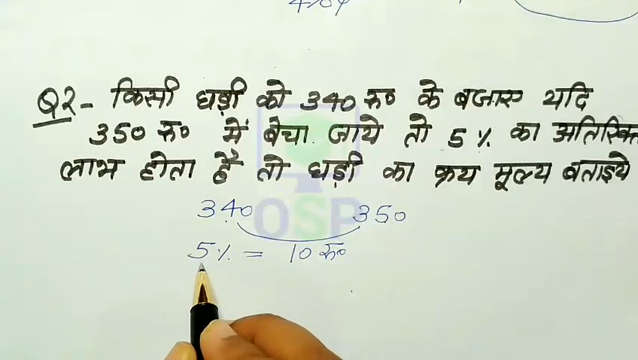 Q2- किसी घड़ी को 340 रु० के बजाए यदि
350 रु० में बेचा जाये तो 5% का अतिरिक्त
लाभ होता है तो घड़ी का क्रय मूल्य बताइये
340 350
OSP
5% = 10 रु०